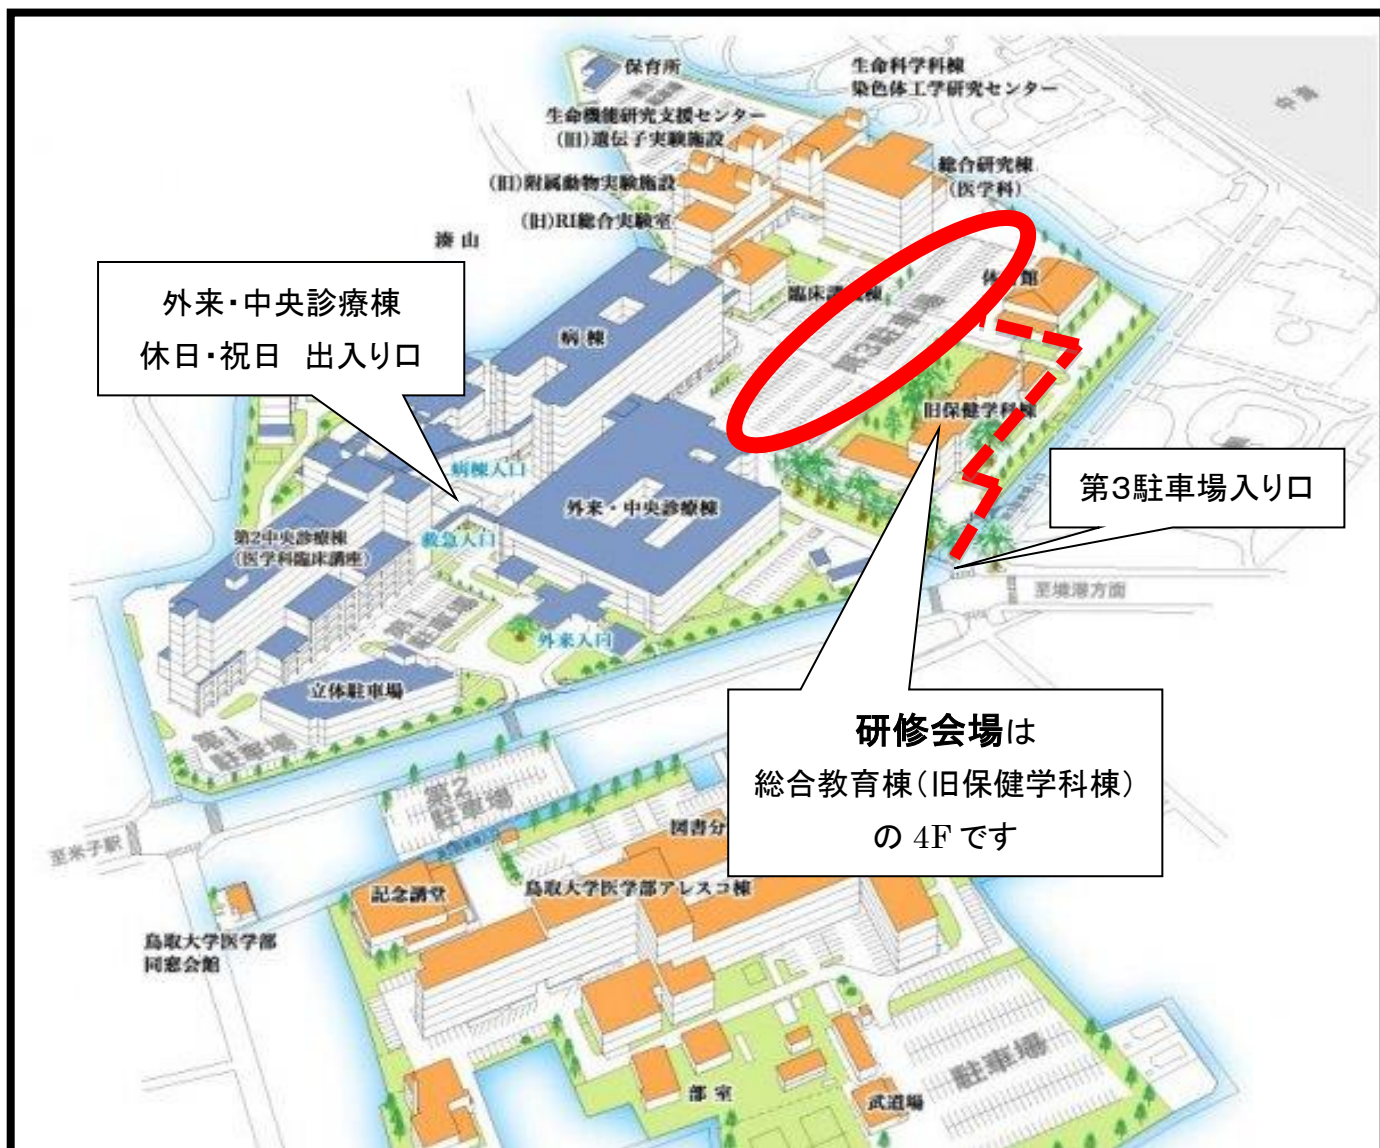 保育所
生命科学科棟
染色体工学研究センター
中海
生命機能研究支援センター
(旧)遺伝子実験施設
総合研究棟
(医学科)
(旧)附属動物実験施設
(旧)RI総合実験室
湊山
外来・中央診療棟
休日・祝日 出入り口
病棟
第3駐車場
旧保健学科棟
病棟入口
第3駐車場入り口
外来・中央診療棟
第2中央診療棟
(医学科臨床講座)
救急入口
至境港方面
第1
駐車場
外来入口
立体駐車場
第1
駐車場
研修会場は
総合教育棟(旧保健学科棟)
の 4F です
第2
駐車場
至米子駅
図書分
記念講堂
鳥取大学医学部アレスコ棟
鳥取大学医学部
同窓会館
駐車場
部室
武道場